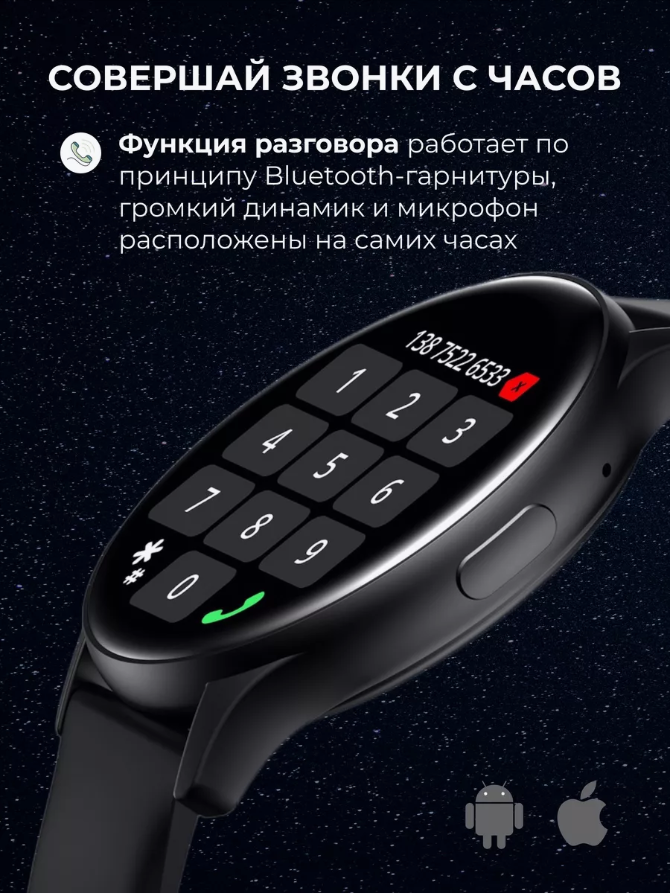 СОВЕРШАЙ ЗВОНКИ С ЧАСОВ
Функция разговора работает по
принципу Bluetooth-гарнитуры,
громкий динамик и микрофон
расположены на самих часах
138 7522 6533 x
1 2 3
4 5 6
7 8 9
* # 0